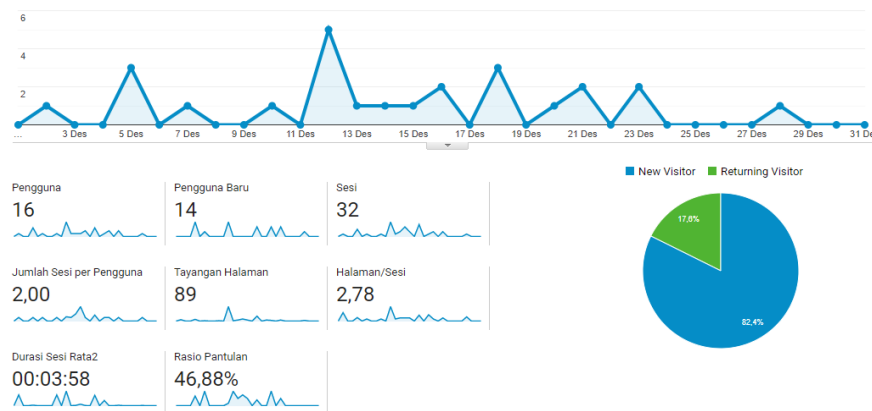 6
4
2
...
3 Des 5 Des 7 Des 9 Des 11 Des 13 Des 15 Des 17 Des 19 Des 21 Des 23 Des 25 Des 27 Des 29 Des 31 De
New Visitor Returning Visitor
Pengguna Pengguna Baru Sesi
16 14 32
17,6%
Jumlah Sesi per Pengguna Tayangan Halaman Halaman/Sesi
2,00 89 2,78
82,4%
Durasi Sesi Rata2 Rasio Pantulan
00:03:58 46,88%